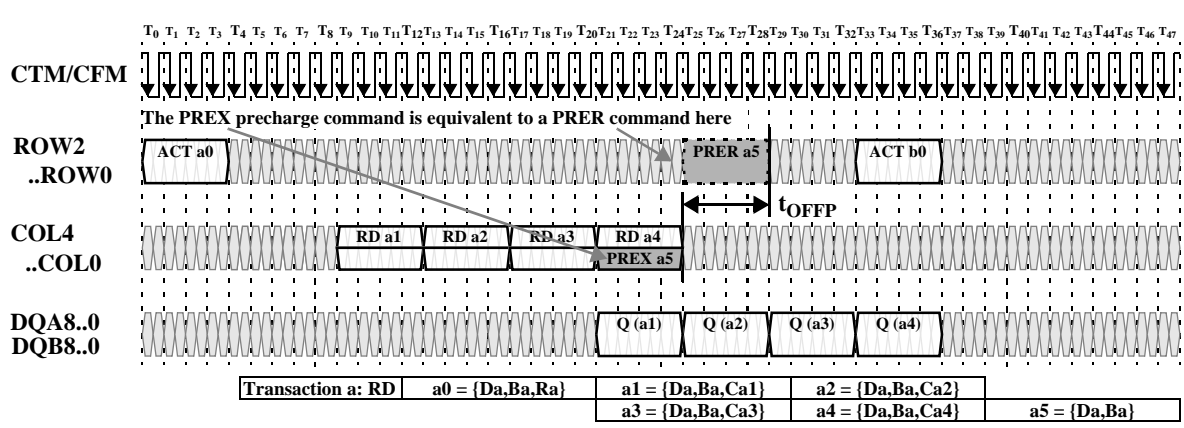 T0 T1 T2 T3 T4 T5 T6 T7 T8 T9 T10 T11 T12 T13 T14 T15 T16 T17 T18 T19 T20 T21 T22 T23 T24 T25 T26 T27 T28 T29 T30 T31 T32 T33 T34 T35 T36 T37 T38 T39 T40 T41 T42 T43 T44 T45 T46 T47
CTM/CFM
The PREX precharge command is equivalent to a PRER command here
ROW2
..ROW0
ACT a0
PRER a5
ACT b0
tOFFP
COL4
..COL0
RD a1
RD a2
RD a3
RD a4
PREX a5
DQA8..0
DQB8..0
Q (a1)
Q (a2)
Q (a3)
Q (a4)
Transaction a: RD
a0 = {Da,Ba,Ra}
a1 = {Da,Ba,Ca1}
a2 = {Da,Ba,Ca2}
a3 = {Da,Ba,Ca3}
a4 = {Da,Ba,Ca4}
a5 = {Da,Ba}